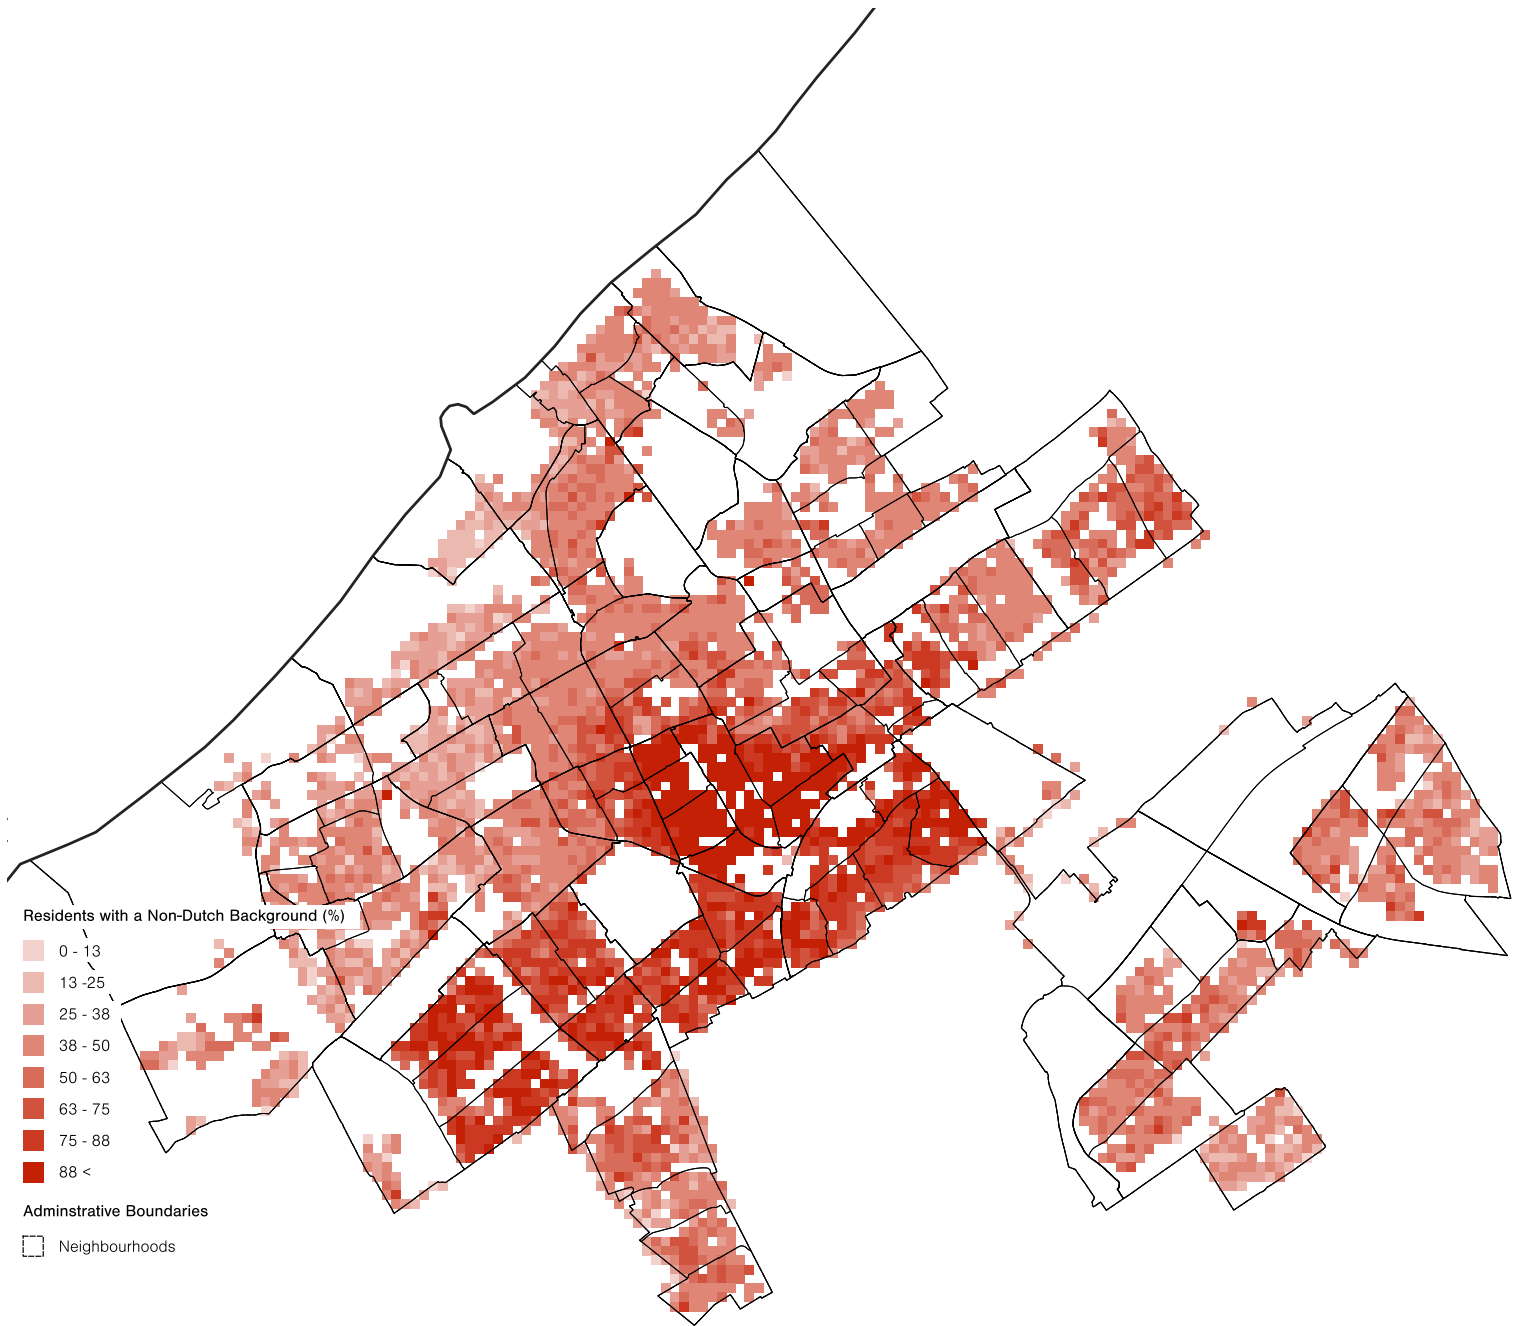 Residents with a Non-Dutch Background (%)
0 - 13
13 -25
25 - 38
38 - 50
50 - 63
63 - 75
75 - 88
88 <
Adminstrative Boundaries
Neighbourhoods